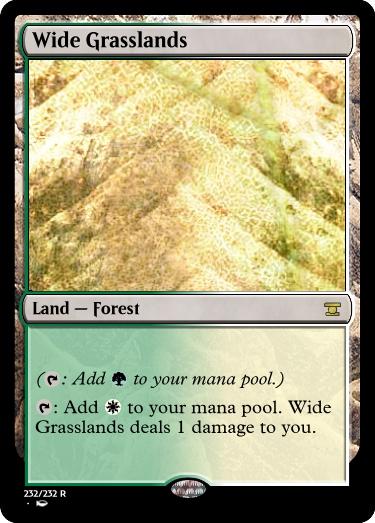 Wide Grasslands
Land — Forest
(: Add to your mana pool.)
: Add to your mana pool. Wide
Grasslands deals 1 damage to you.
232/232 R